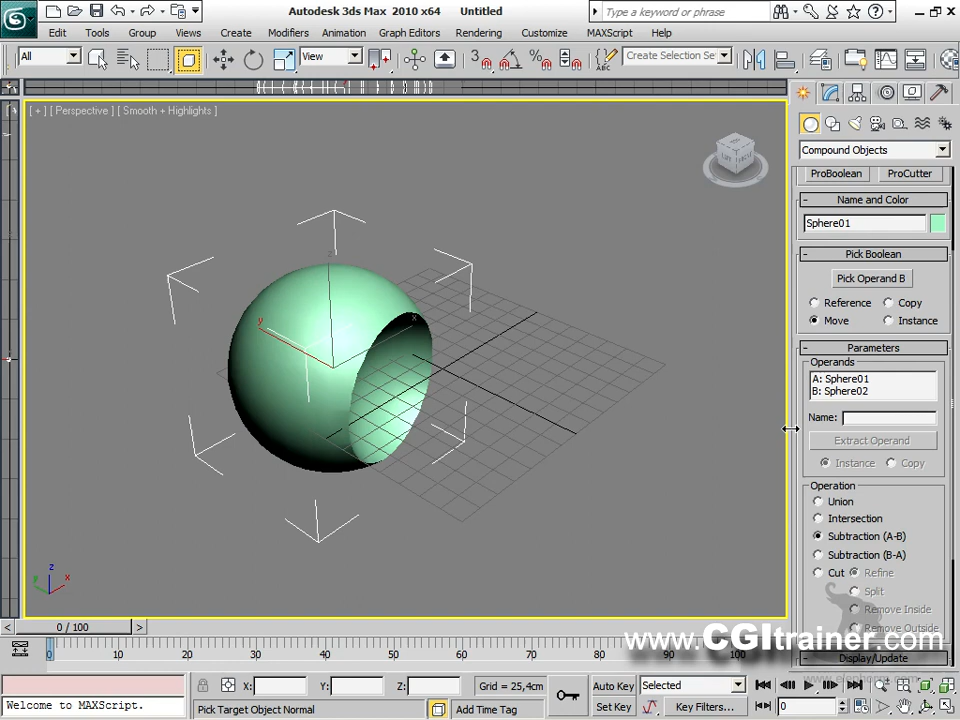 Autodesk 3ds Max 2010 x64 Untitled
Type a keyword or phrase
Edit Tools Group Views Create Modifiers Animation Graph Editors Rendering Customize MAXScript Help
All
View
3
Create Selection Se
[ + ] [ Perspective ] [ Smooth + Highlights ]
Compound Objects
ProBoolean ProCutter
- Name and Color
Sphere01
- Pick Boolean
Pick Operand B
Reference Copy
Move Instance
- Parameters
Operands
A: Sphere01
B: Sphere02
Name:
Extract Operand
Instance Copy
Operation
Union
Intersection
Subtraction (A-B)
Subtraction (B-A)
Cut Refine
Split
Remove Inside
Remove Outside
- Display/Update
z
y
x
z
y
x
< 0 / 100 >
0 10 20 30 40 50 60 70 80 90 100
www.CGItrainer.com
X: Y: Z: Grid = 25,4cm
Auto Key Selected
Set Key Key Filters...
0
Welcome to MAXScript.
Pick Target Object Normal
Add Time Tag